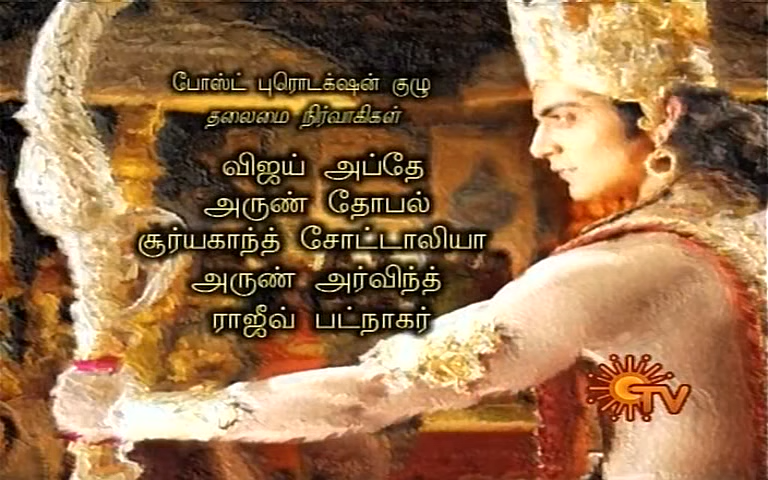 போஸ்ட் புரொடக்ஷன் குழு
தலைமை நிர்வாகிகள்
விஜய் அப்தே
அருண் தோபல்
சூர்யகாந்த் சோட்டாலியா
அருண் அர்விந்த்
ராஜீவ் பட்நாகர்
TV